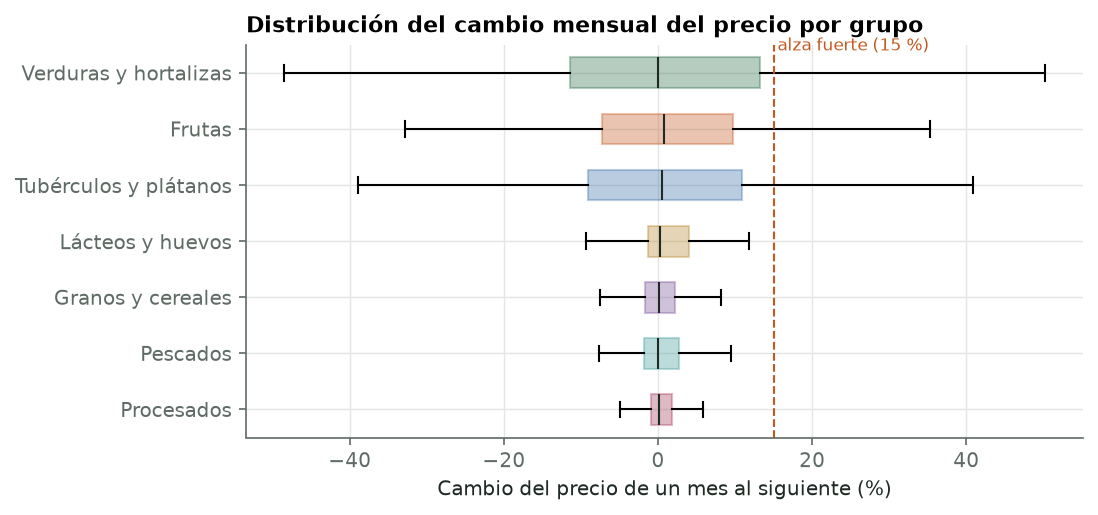 Distribución del cambio mensual del precio por grupo
alza fuerte (15 %)
Verduras y hortalizas
Frutas
Tubérculos y plátanos
Lácteos y huevos
Granos y cereales
Pescados
Procesados
−40 −20 0 20 40
Cambio del precio de un mes al siguiente (%)